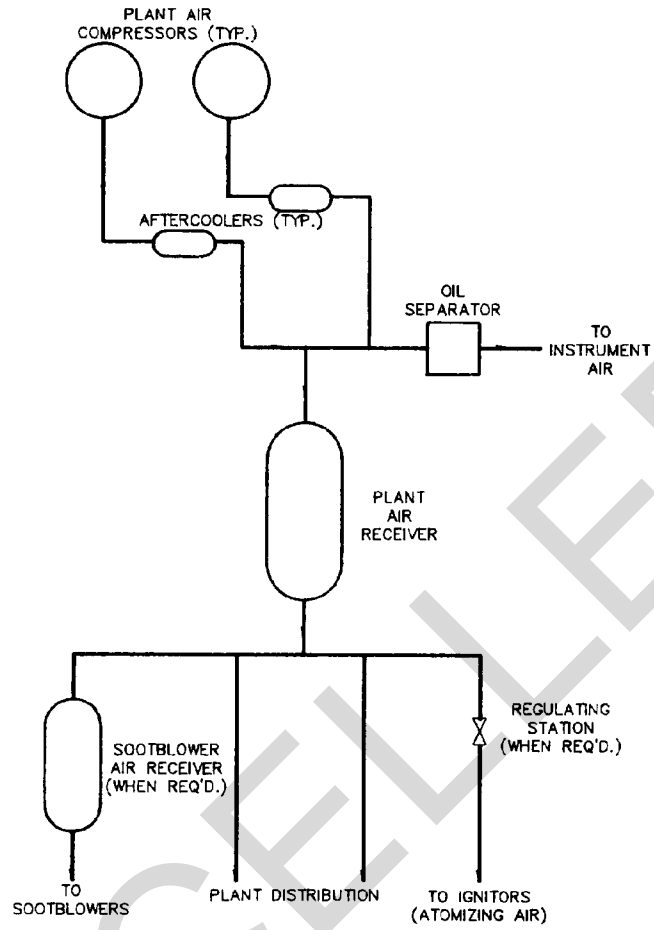 PLANT AIR
COMPRESSORS (TYP.)
AFTERCOOLERS (TYP.)
OIL
SEPARATOR
TO
INSTRUMENT
AIR
PLANT
AIR
RECEIVER
SOOTBLOWER
AIR RECEIVER
(WHEN REQ'D.)
REGULATING
STATION
(WHEN REQ'D.)
TO
SOOTBLOWERS
PLANT DISTRIBUTION
TO IGNITORS
(ATOMIZING AIR)
CELLE